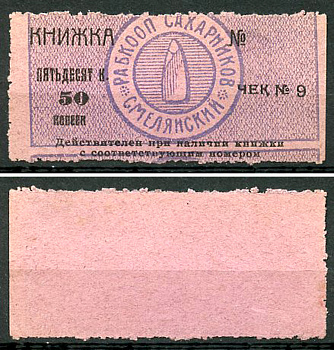 КНИЖКА №
РАБКООП САХАРНИКОВ
СМЕЛЯНСКИЙ
ПЯТЬДЕСЯТ К.
50
копеек
ЧЕК № 9
Действителен при наличии книжки
с соответствующим номером